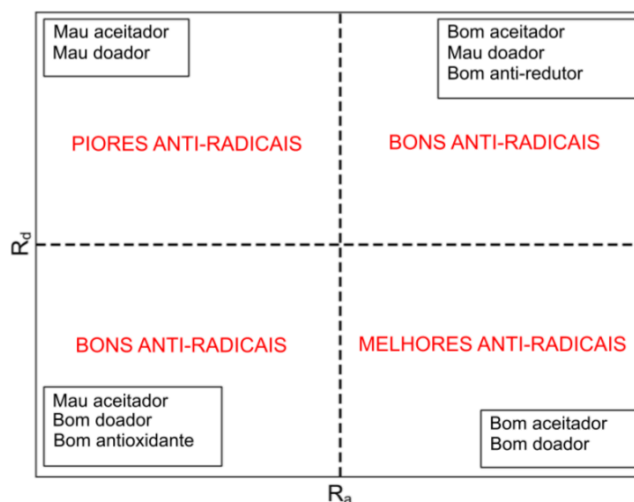 Mau aceitador
Mau doador
Bom aceitador
Mau doador
Bom anti-redutor
PIORES ANTI-RADICAIS
BONS ANTI-RADICAIS
Rd
BONS ANTI-RADICAIS
MELHORES ANTI-RADICAIS
Mau aceitador
Bom doador
Bom antioxidante
Bom aceitador
Bom doador
Ra